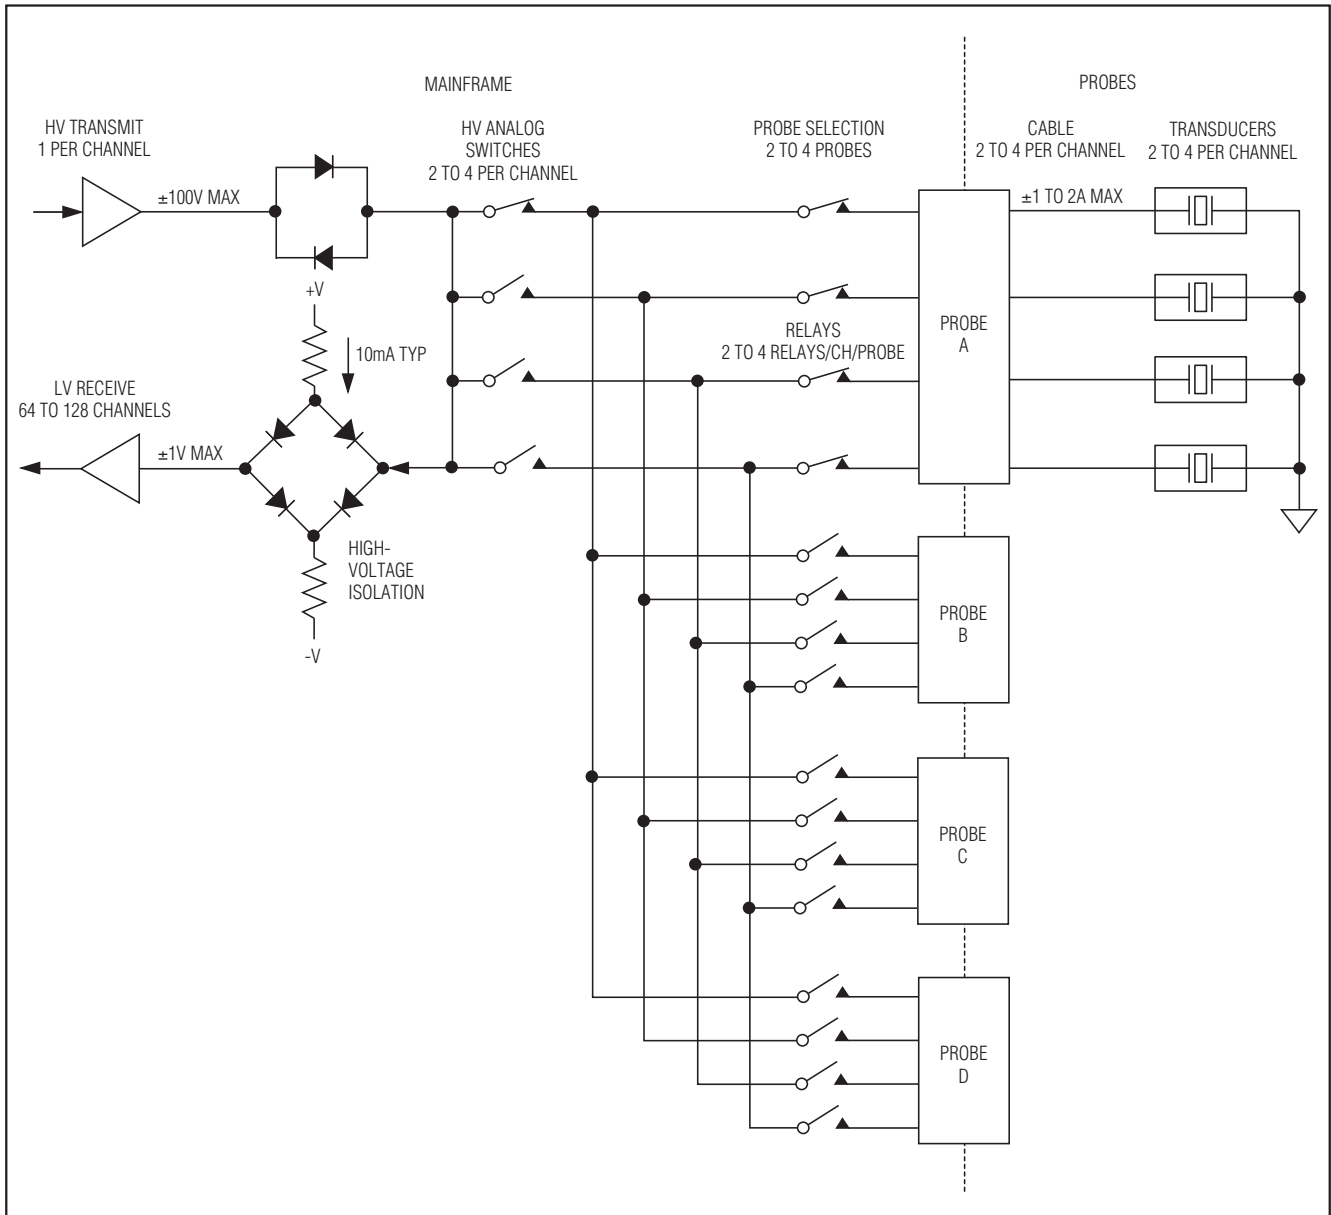 MAINFRAME
PROBES
HV TRANSMIT
1 PER CHANNEL
HV ANALOG
SWITCHES
2 TO 4 PER CHANNEL
PROBE SELECTION
2 TO 4 PROBES
CABLE
2 TO 4 PER CHANNEL
TRANSDUCERS
2 TO 4 PER CHANNEL
±100V MAX
±1 TO 2A MAX
+V
10mA TYP
RELAYS
2 TO 4 RELAYS/CH/PROBE
PROBE
A
LV RECEIVE
64 TO 128 CHANNELS
±1V MAX
HIGH-
VOLTAGE
ISOLATION
-V
PROBE
B
PROBE
C
PROBE
D